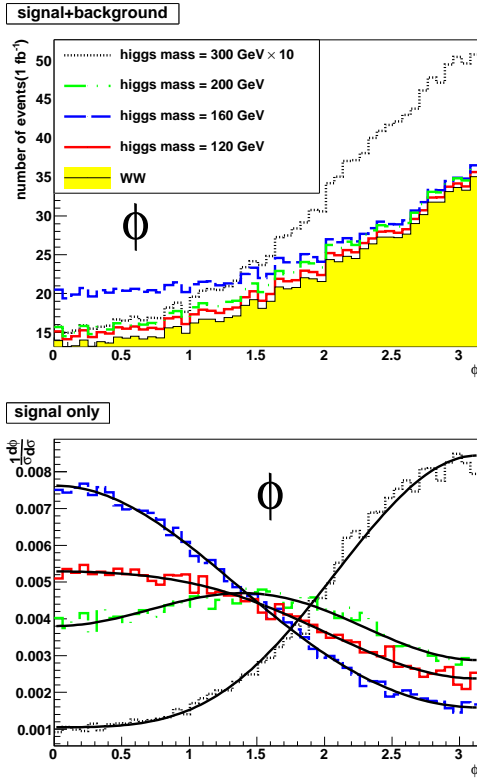 signal+background
number of events(1 fb⁻¹)
higgs mass = 300 GeV × 10
higgs mass = 200 GeV
higgs mass = 160 GeV
higgs mass = 120 GeV
WW
ϕ
50
45
40
35
30
25
20
15
0 0.5 1 1.5 2 2.5 3
ϕ
signal only
1 dϕ
σ dσ
ϕ
0.008
0.007
0.006
0.005
0.004
0.003
0.002
0.001
0 0.5 1 1.5 2 2.5 3
ϕ